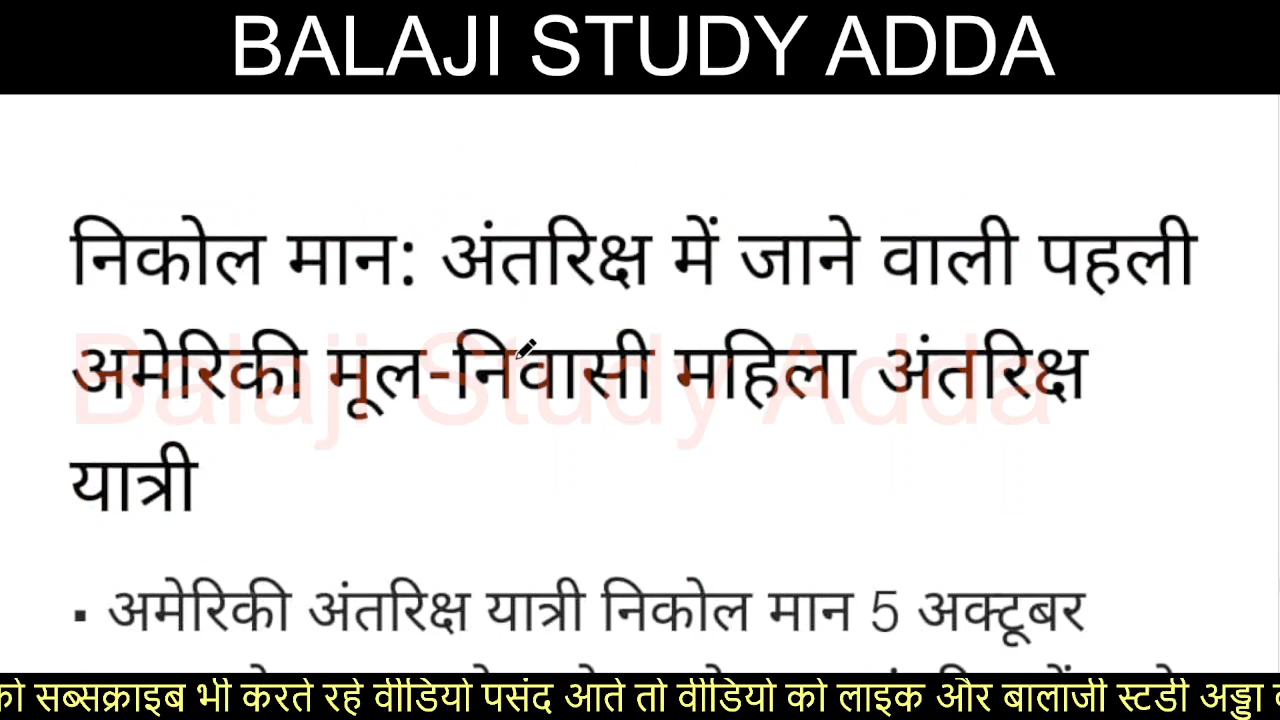 BALAJI STUDY ADDA
निकोल मान: अंतरिक्ष में जाने वाली पहली
अमेरिकी मूल-निवासी महिला अंतरिक्ष
Balaji Study Adda
यात्री
▪ अमेरिकी अंतरिक्ष यात्री निकोल मान 5 अक्टूबर
को सब्सक्राइब भी करते रहे वीडियो पसंद आते तो वीडियो को लाइक और बालाजी स्टडी अड्डा